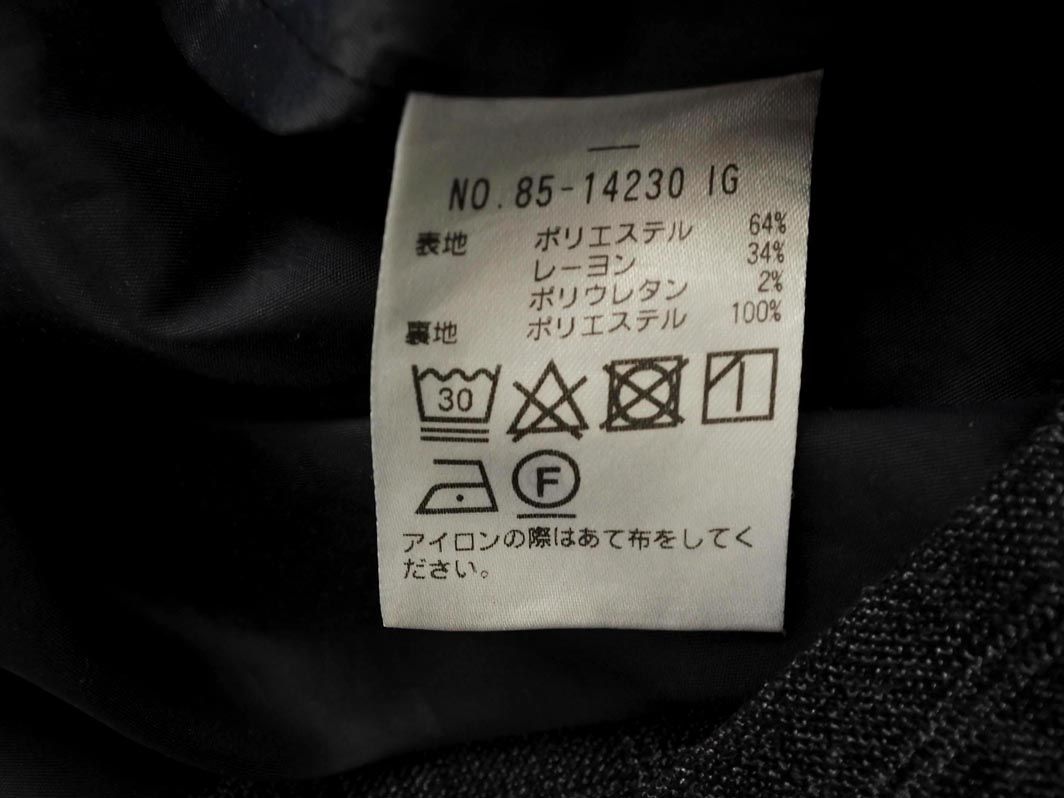 NO.85-14230 IG
表地 ポリエステル 64%
レーヨン 34%
ポリウレタン 2%
裏地 ポリエステル 100%
30
F
アイロンの際はあて布をしてく
ださい。